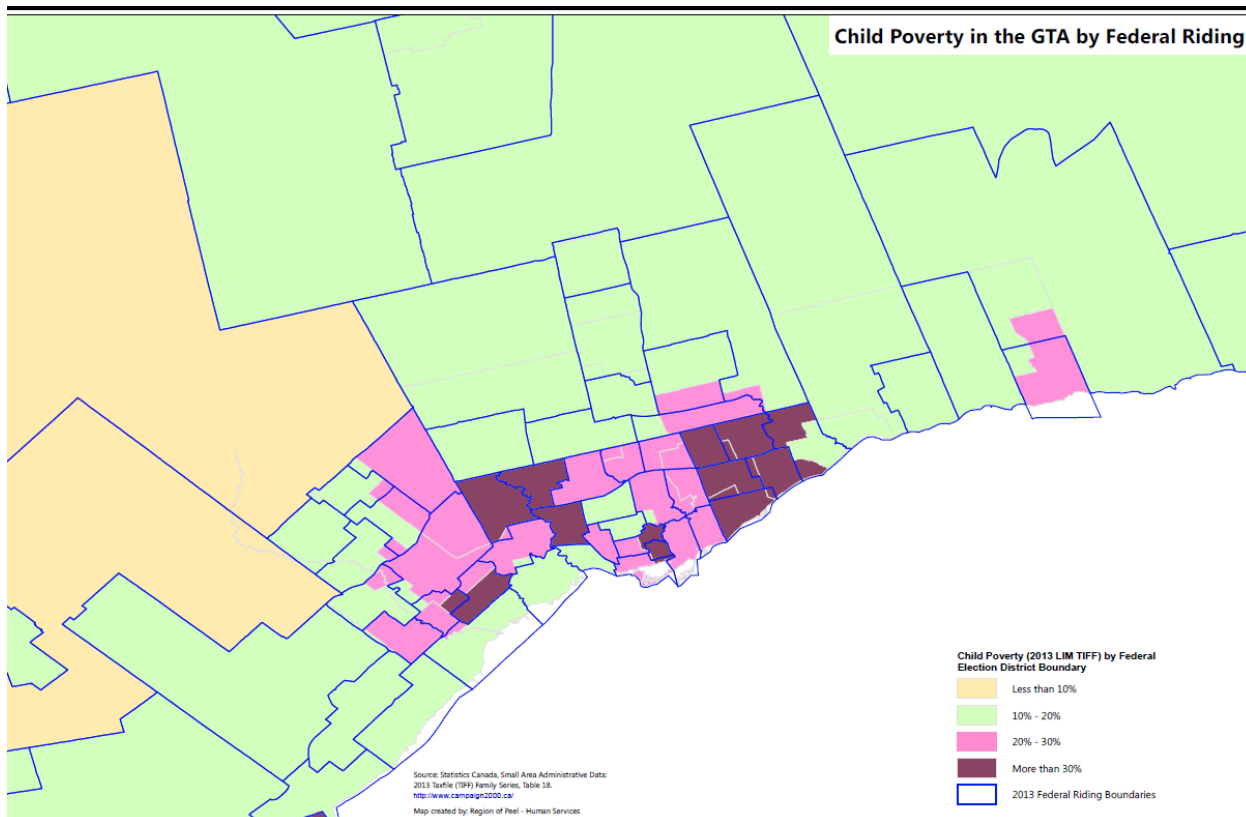 Child Poverty in the GTA by Federal Riding
Child Poverty (2013 LIM TIFF) by Federal
Election District Boundary
Less than 10%
10% - 20%
20% - 30%
More than 30%
2013 Federal Riding Boundaries
Source: Statistics Canada, Small Area Administrative Data:
2013 Taxfile (TIFF) Family Series, Table 18.
http://www.campaign2000.ca/
Map created by: Region of Peel - Human Services